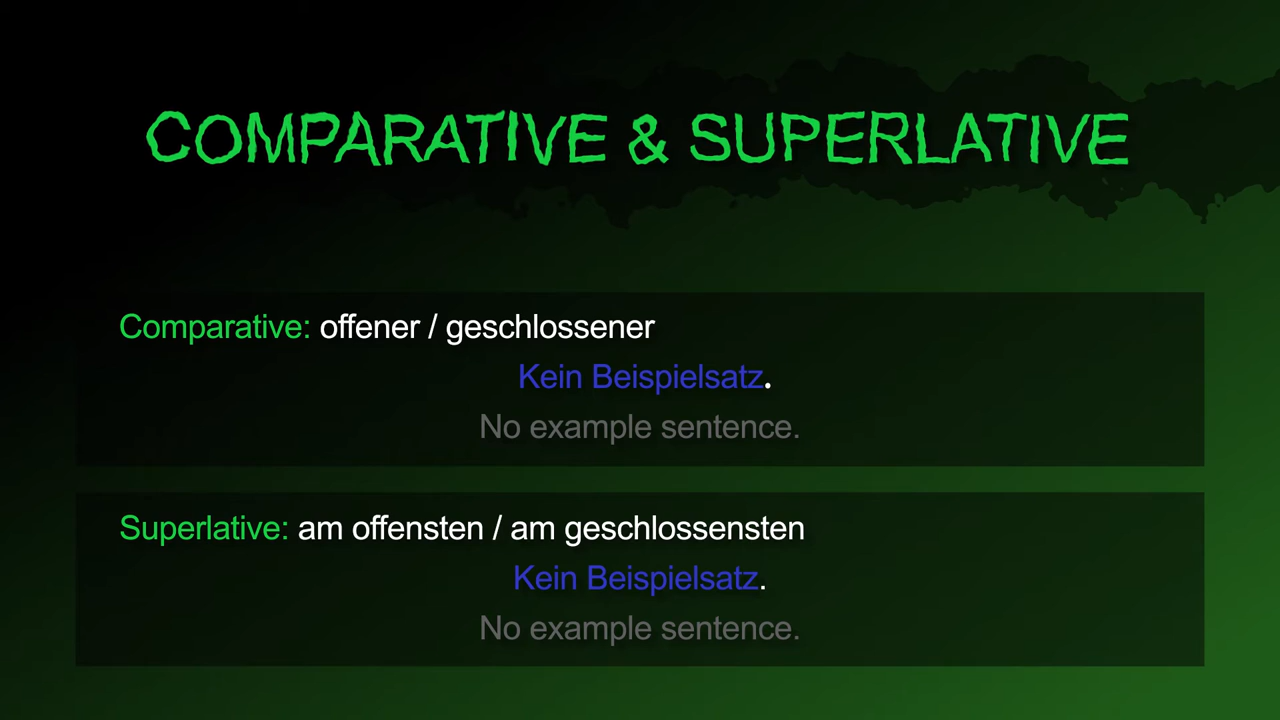 COMPARATIVE & SUPERLATIVE
Comparative: offener / geschlossener
Kein Beispielsatz.
No example sentence.
Superlative: am offensten / am geschlossensten
Kein Beispielsatz.
No example sentence.